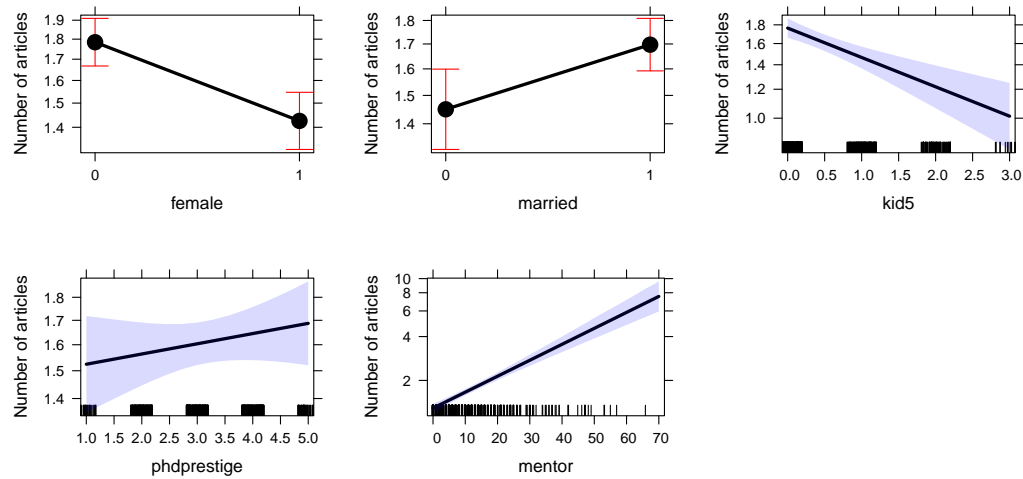 Number of articles
1.9
1.8
1.7
1.6
1.5
1.4
0 1
female
Number of articles
1.7
1.6
1.5
1.4
0 1
married
Number of articles
1.8
1.6
1.4
1.2
1.0
0.0 0.5 1.0 1.5 2.0 2.5 3.0
kid5
Number of articles
1.8
1.7
1.6
1.5
1.4
1.0 1.5 2.0 2.5 3.0 3.5 4.0 4.5 5.0
phdprestige
Number of articles
10
8
6
4
2
0 10 20 30 40 50 60 70
mentor